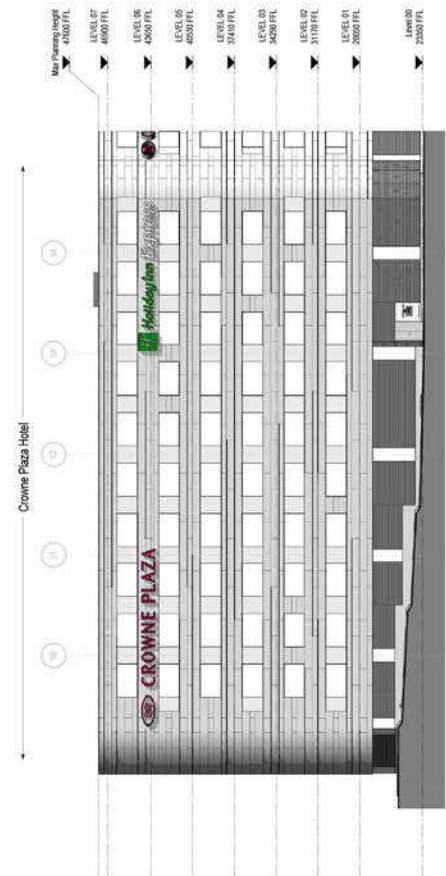 Max Planning Height
47600 FFL
LEVEL 07
46900 FFL
LEVEL 06
43650 FFL
LEVEL 05
40530 FFL
LEVEL 04
37410 FFL
LEVEL 03
34290 FFL
LEVEL 02
31170 FFL
LEVEL 01
28050 FFL
Level 00
Crowne Plaza Hotel
Holiday Inn Express
CROWNE PLAZA